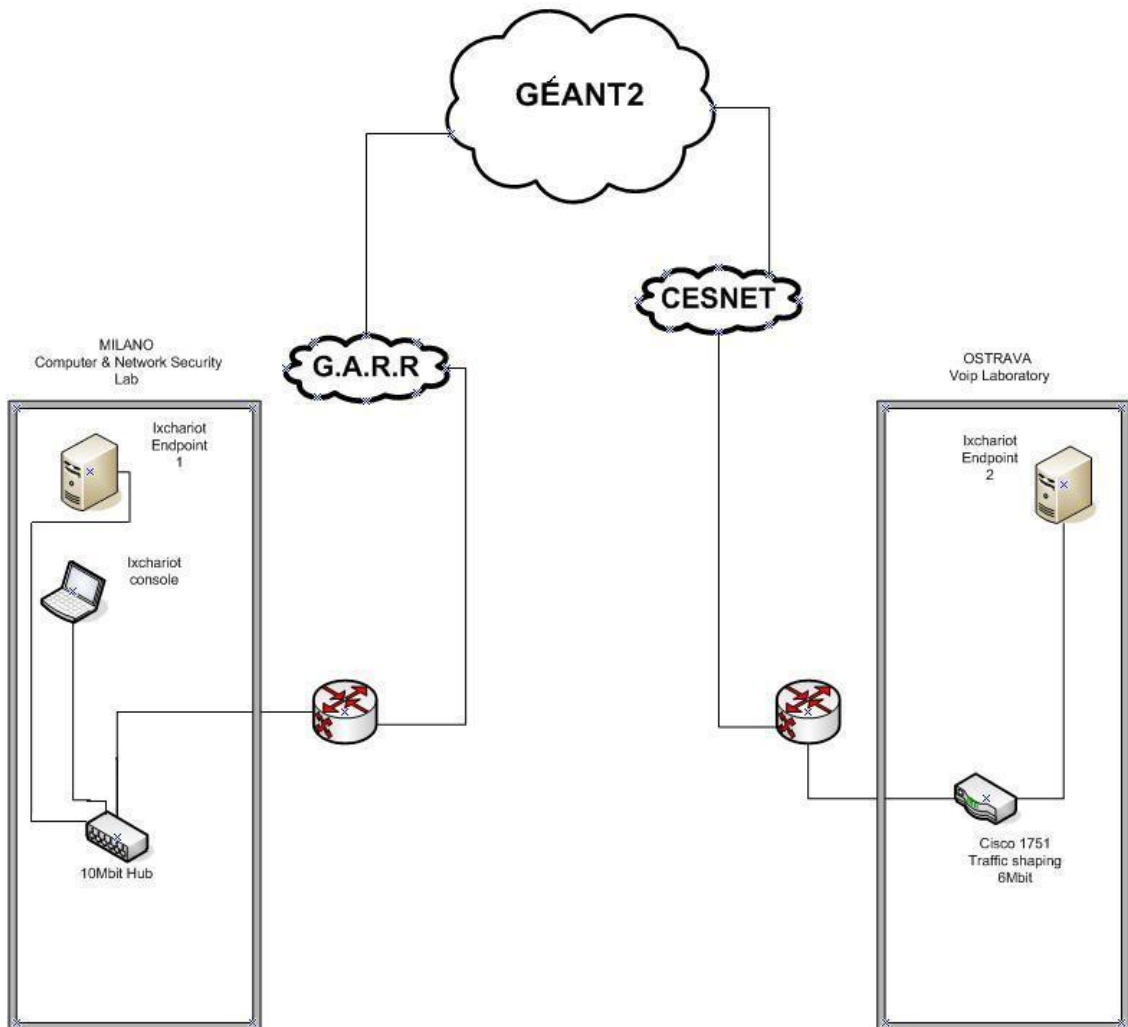 GÉANT2
CESNET
G.A.R.R
MILANO
Computer & Network Security
Lab
OSTRAVA
Voip Laboratory
Ixchariot
Endpoint
1
Ixchariot
console
10Mbit Hub
Ixchariot
Endpoint
2
Cisco 1751
Traffic shaping
6Mbit